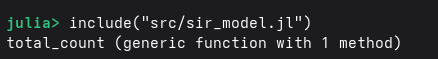 julia> include("src/sir_model.jl")
total_count (generic function with 1 method)